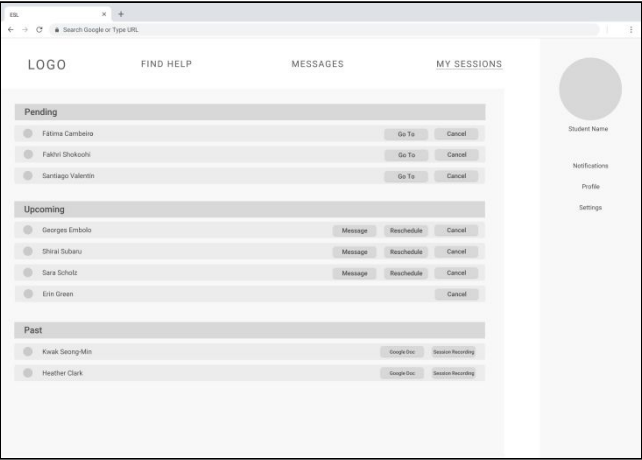 ESL
Search Google or Type URL
LOGO FIND HELP MESSAGES MY SESSIONS
Pending
Fátima Cambeiro Go To Cancel
Fakhri Shokoohi Go To Cancel
Santiago Valentín Go To Cancel
Upcoming
Georges Embolo Message Reschedule Cancel
Shirai Subaru Message Reschedule Cancel
Sara Scholz Message Reschedule Cancel
Erin Green Cancel
Past
Kwak Seong-Min Google Doc Session Recording
Heather Clark Google Doc Session Recording
Student Name
Notifications
Profile
Settings